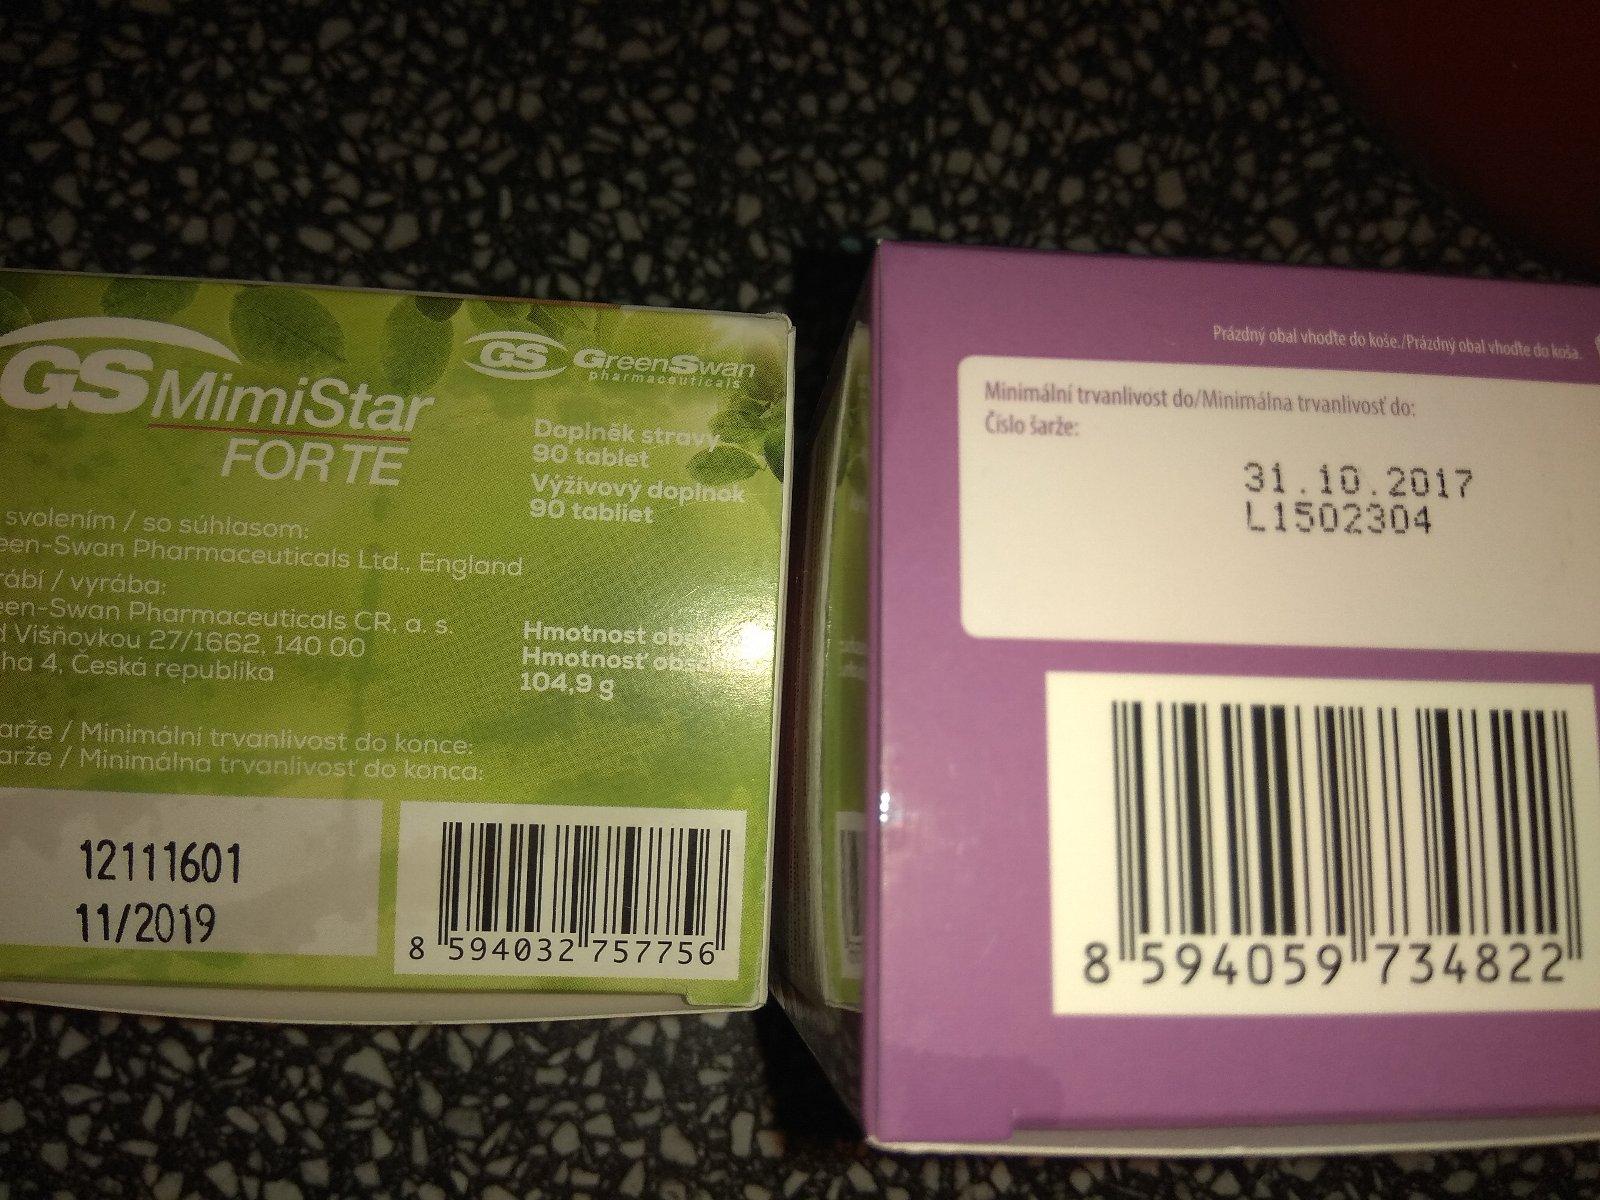 GS MimiStar
FORTE
GS GreenSwan
pharmaceuticals
Doplněk stravy
90 tablet
Výživový doplnok
90 tabliet
svolením / so súhlasom:
een-Swan Pharmaceuticals Ltd., England
rábí / vyrába:
een-Swan Pharmaceuticals CR, a. s.
Višňovkou 27/1662, 140 00
ha 4, Česká republika
Hmotnost
Hmotnosť
104,9 g
arže / Minimální trvanlivost do konce:
arže / Minimálna trvanlivosť do konca:
12111601
11/2019
8 594032 757756
Prázdný obal vhoďte do koše./Prázdný obal vhoďte do koša.
Minimální trvanlivost do/Minimálna trvanlivosť do:
Číslo šarže:
31.10.2017
L1502304
8 594059 734822